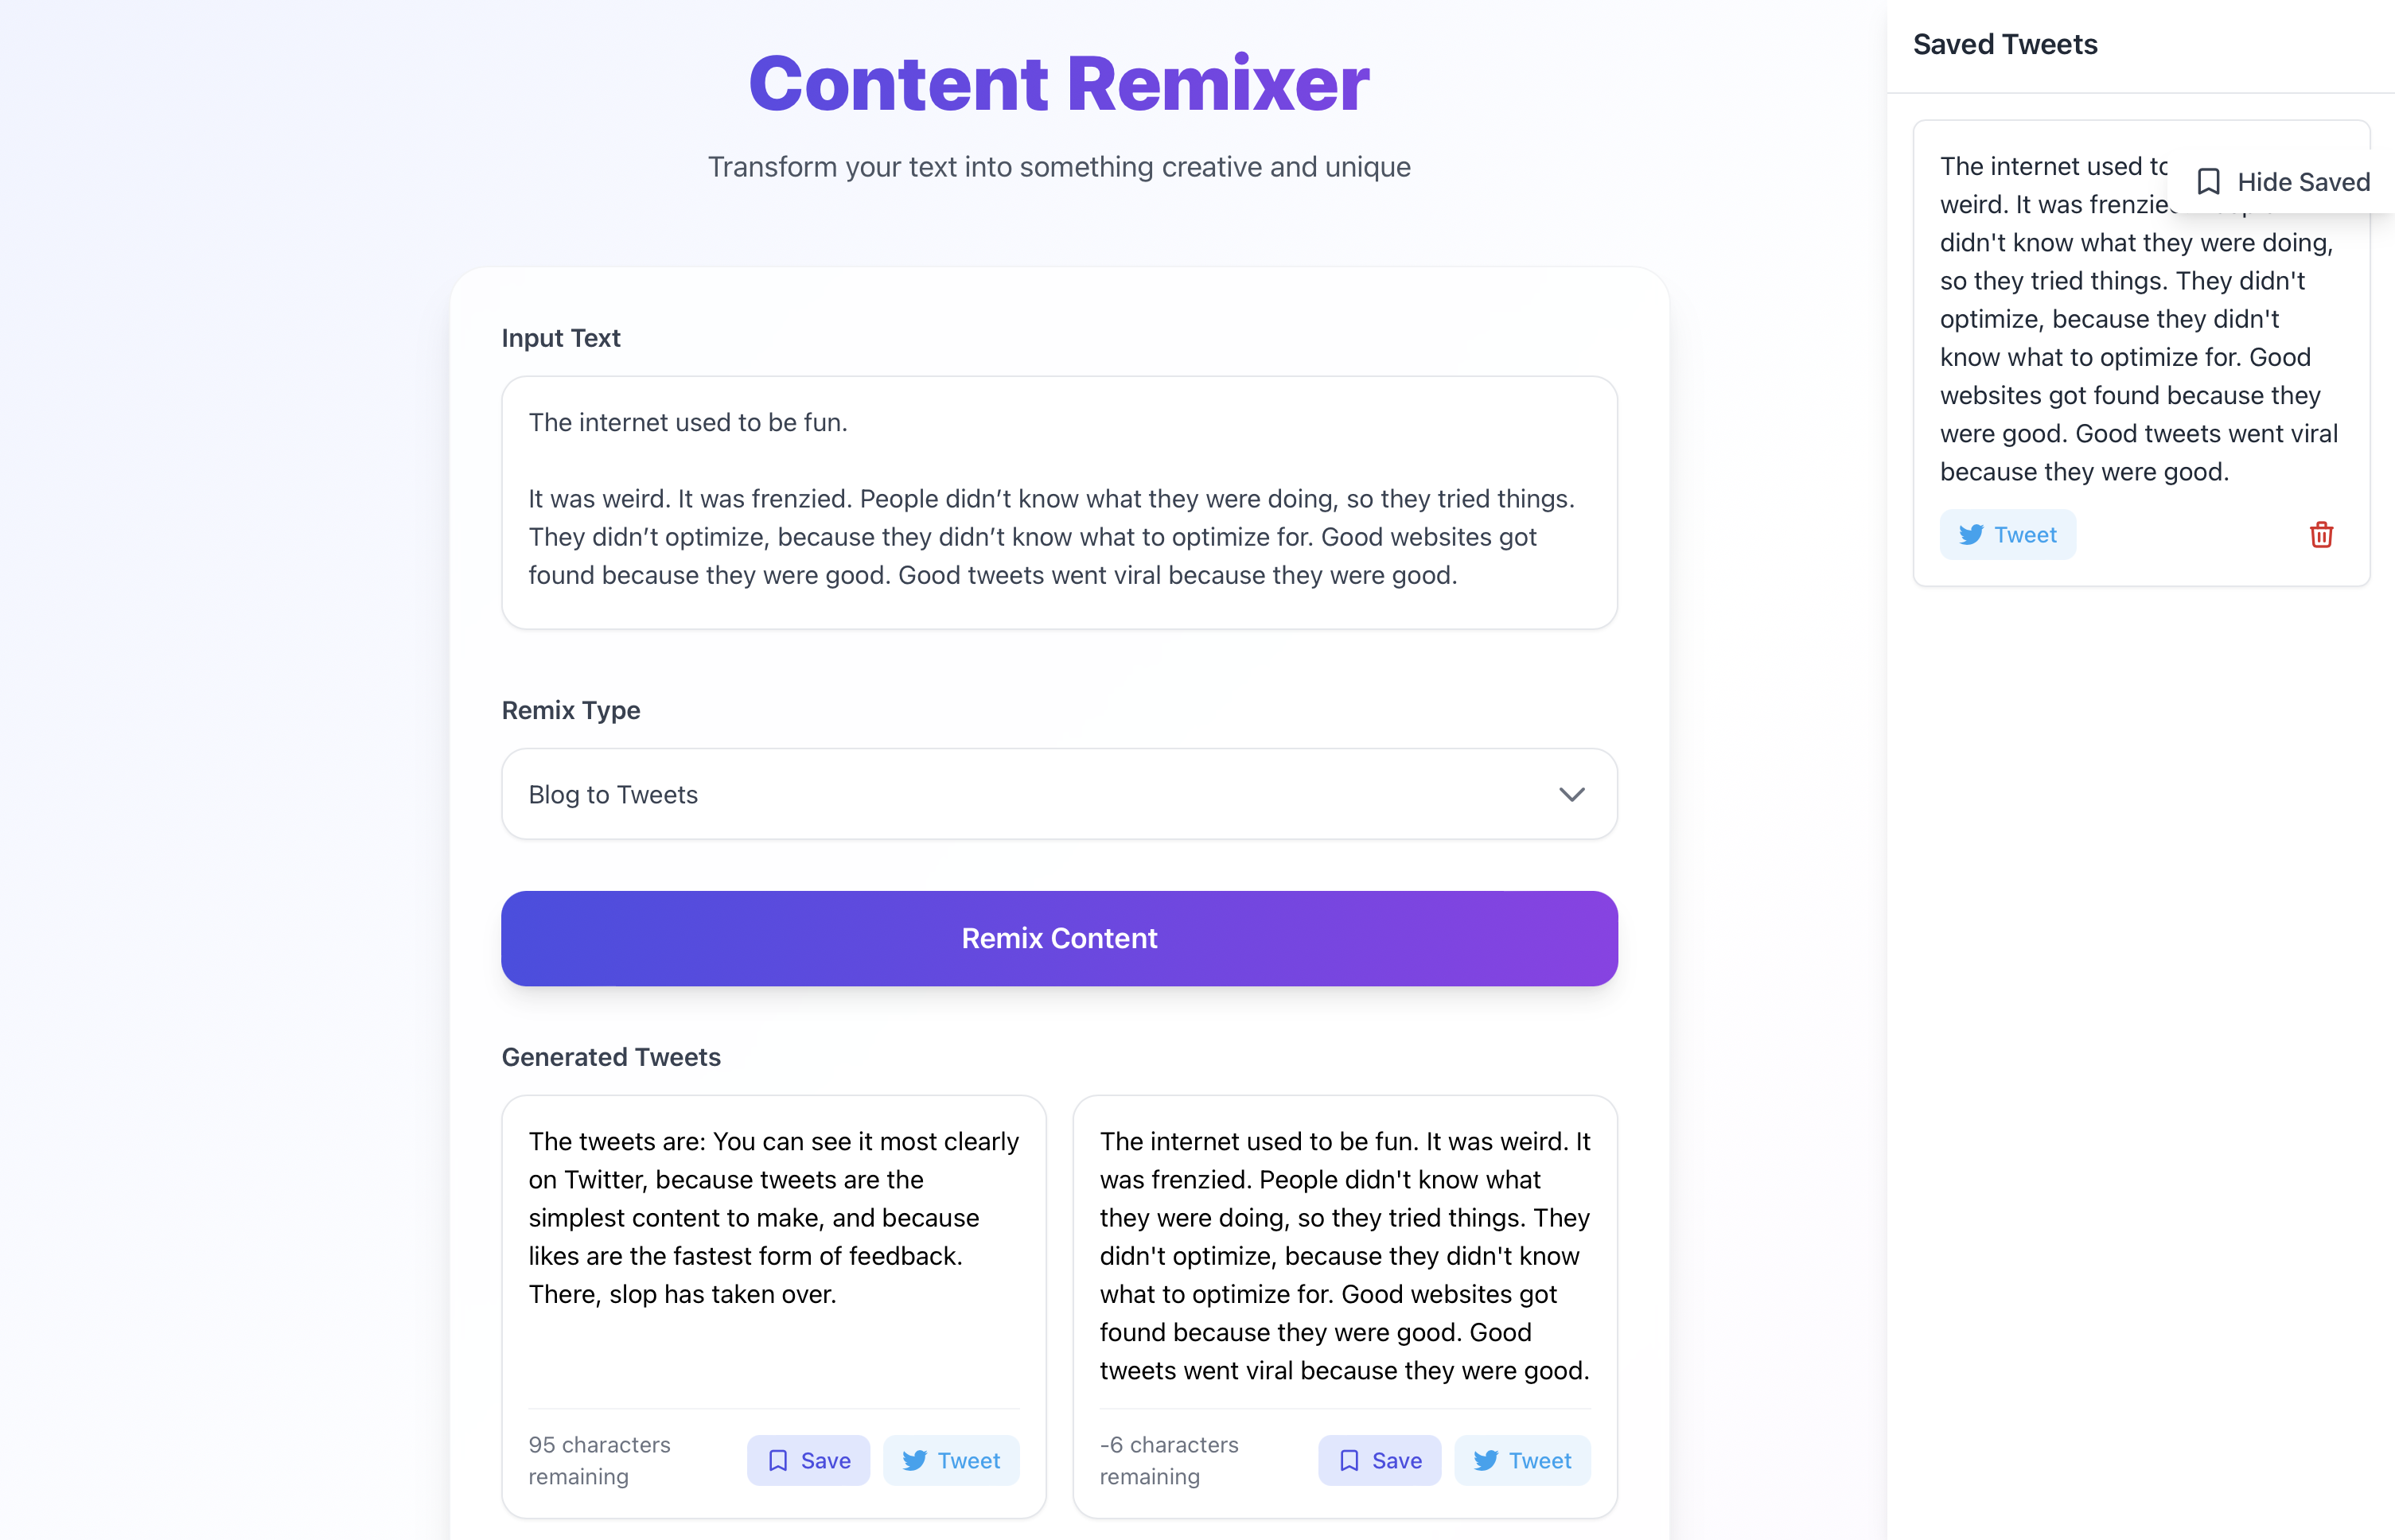 Content Remixer
Transform your text into something creative and unique
Input Text
The internet used to be fun.
It was weird. It was frenzied. People didn’t know what they were doing, so they tried things.
They didn’t optimize, because they didn’t know what to optimize for. Good websites got
found because they were good. Good tweets went viral because they were good.
Remix Type
Blog to Tweets
Remix Content
Generated Tweets
The tweets are: You can see it most clearly
on Twitter, because tweets are the
simplest content to make, and because
likes are the fastest form of feedback.
There, slop has taken over.
95 characters
remaining
Save
Tweet
The internet used to be fun. It was weird. It
was frenzied. People didn't know what
they were doing, so they tried things. They
didn't optimize, because they didn't know
what to optimize for. Good websites got
found because they were good. Good
tweets went viral because they were good.
-6 characters
remaining
Save
Tweet
Saved Tweets
Hide Saved
The internet used to
weird. It was
didn't know what they were doing,
so they tried things. They didn't
optimize, because they didn't
know what to optimize for. Good
websites got found because they
were good. Good tweets went viral
because they were good.
Tweet